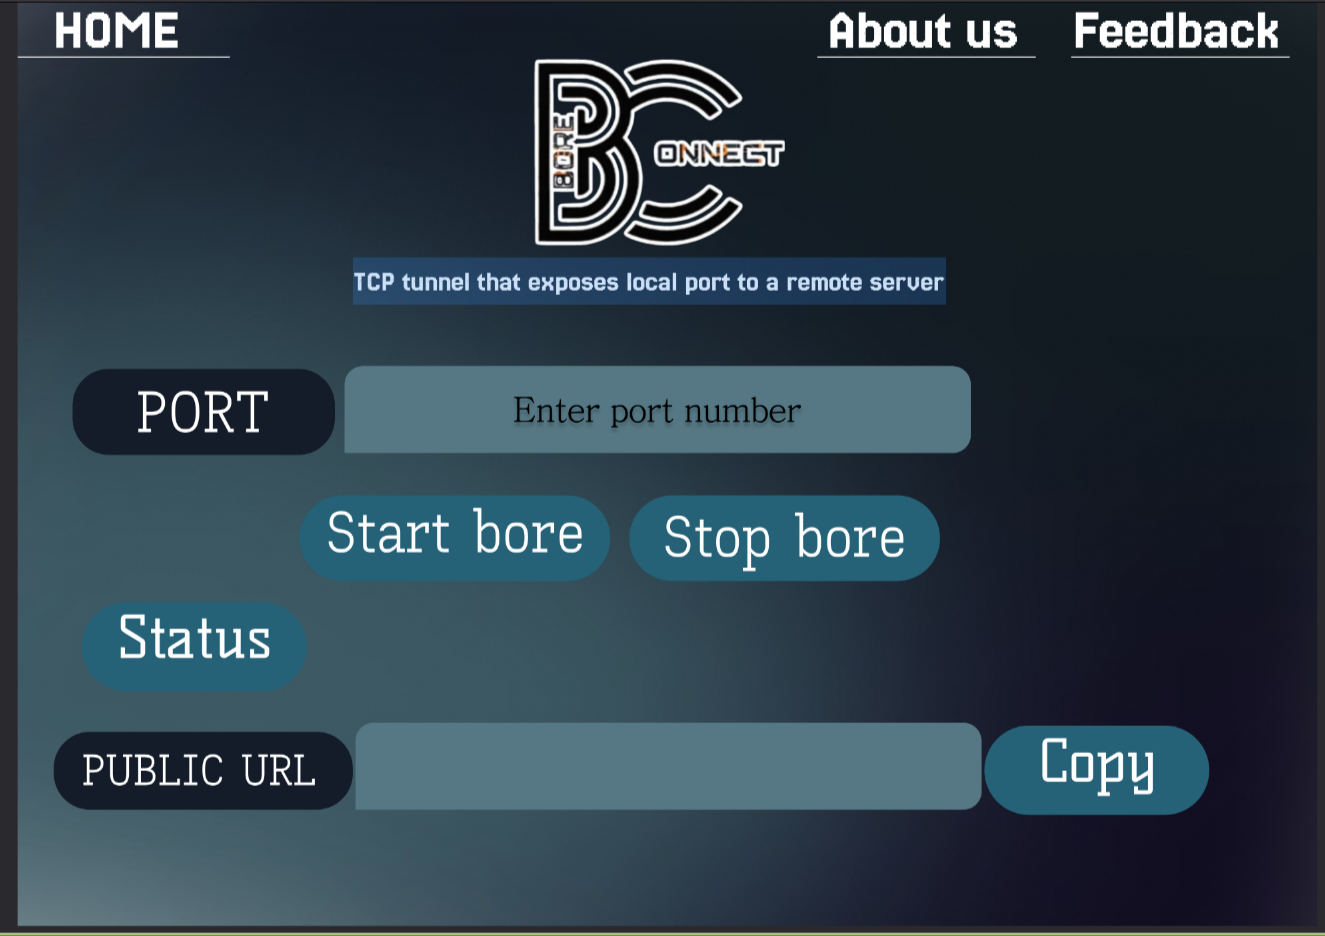 HOME
About us
Feedback
BC
BORE
ONNECT
TCP tunnel that exposes local port to a remote server
PORT
Enter port number
Start bore
Stop bore
Status
PUBLIC URL
Copy